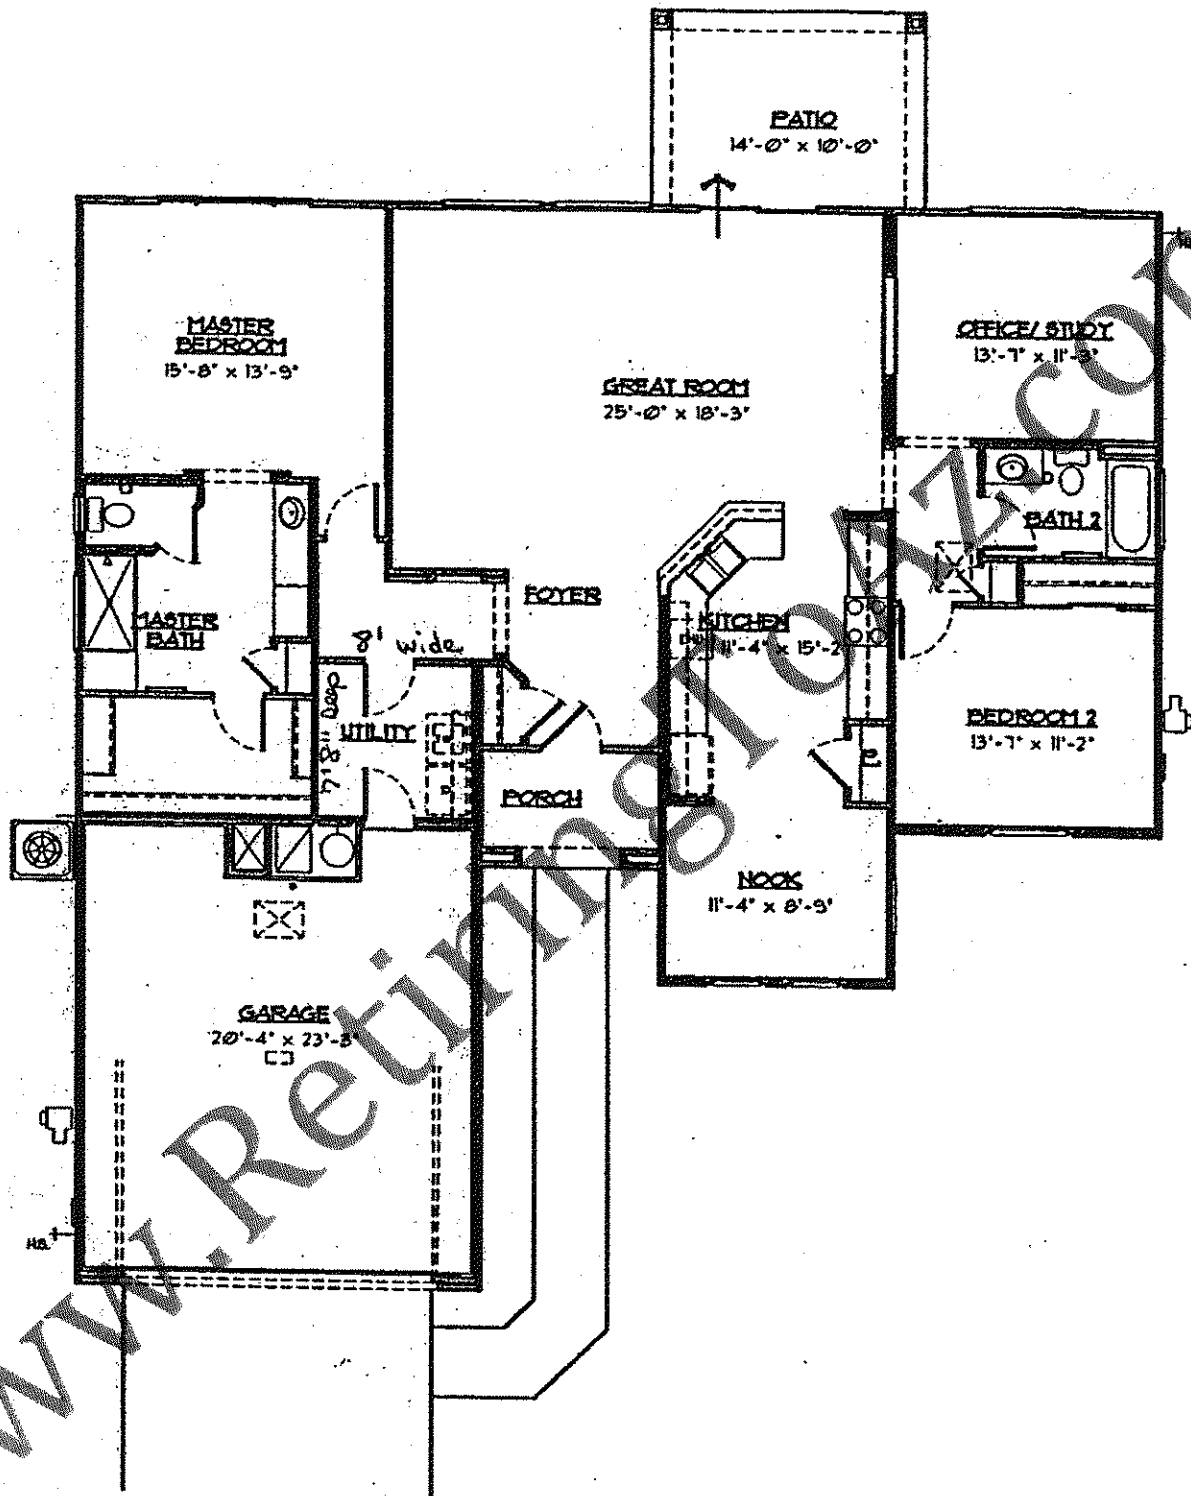 PATIO
14'-0" x 10'-0"
MASTER
BEDROOM
15'-8" x 13'-9"
GREAT ROOM
25'-0" x 18'-3"
OFFICE/ STUDY
13'-7" x 11'-3"
BATH 2
FOYER
KITCHEN
11'-4" x 15'-2
MASTER
BATH
8' wide
7'8" Deep
UTILITY
BEDROOM 2
13'-7" x 11'-2"
PORCH
NOOK
11'-4" x 8'-9"
GARAGE
20'-4" x 23'-3"
HB
www.RetiringToAZ.com